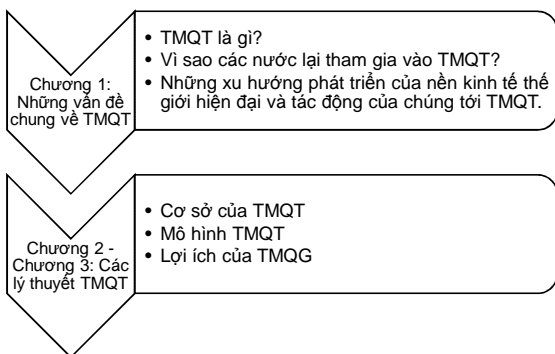 Chương 1:
Những vấn đề
chung về TMQT
• TMQT là gì?
• Vì sao các nước lại tham gia vào TMQT?
• Những xu hướng phát triển của nền kinh tế thế
giới hiện đại và tác động của chúng tới TMQT.
Chương 2 -
Chương 3: Các
lý thuyết TMQT
• Cơ sở của TMQT
• Mô hình TMQT
• Lợi ích của TMQG